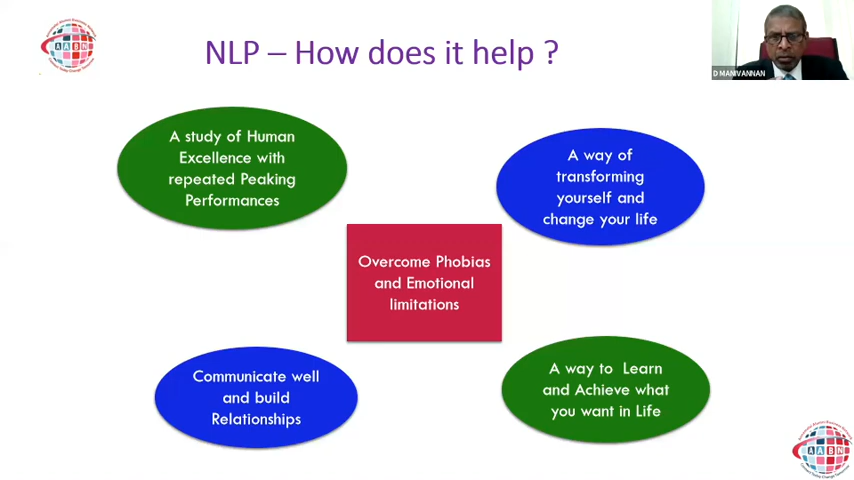 NLP – How does it help ?
D MANIVANNAN
A study of Human
Excellence with
repeated Peaking
Performances
A way of
transforming
yourself and
change your life
Overcome Phobias
and Emotional
limitations
Communicate well
and build
Relationships
A way to  Learn
and Achieve what
you want in Life
AABN
AABN